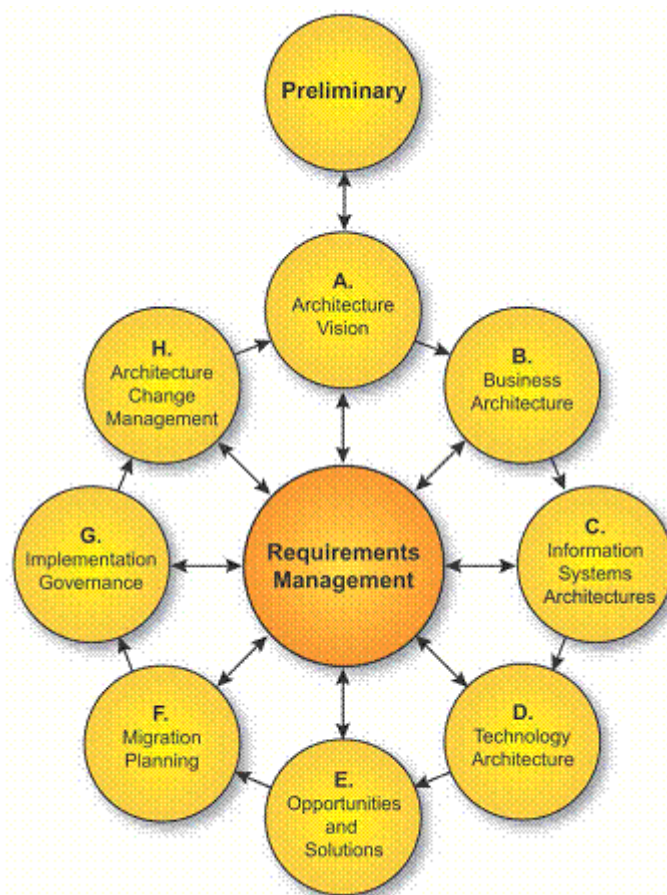 Preliminary
A.
Architecture
Vision
H.
Architecture
Change
Management
B.
Business
Architecture
G.
Implementation
Governance
Requirements
Management
C.
Information
Systems
Architectures
F.
Migration
Planning
D.
Technology
Architecture
E.
Opportunities
and
Solutions